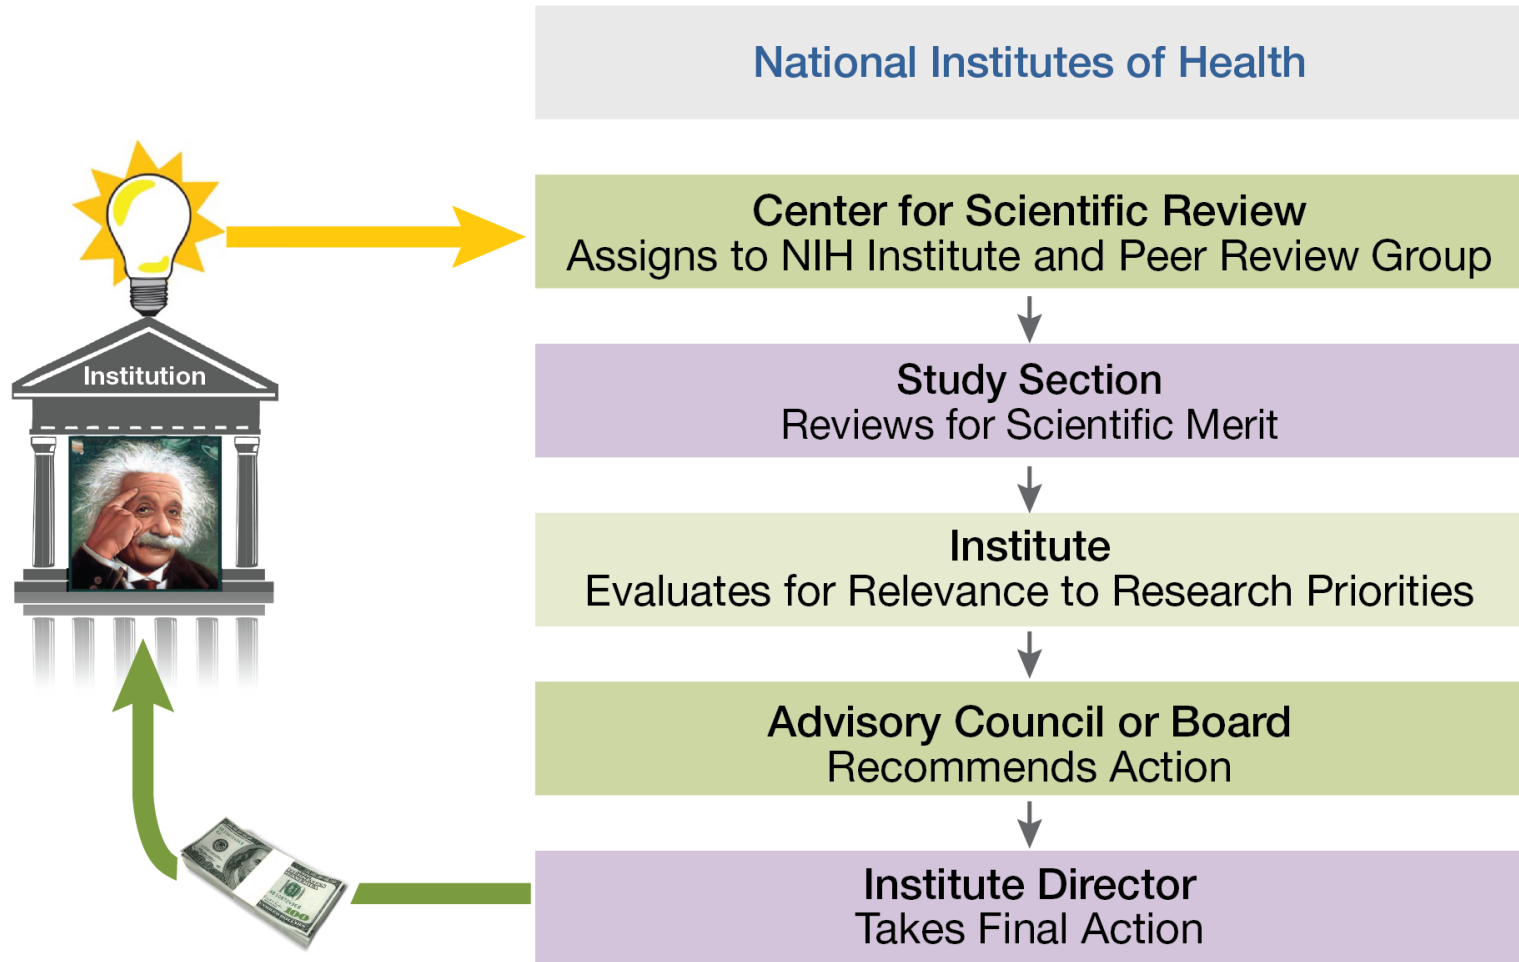 National Institutes of Health
Center for Scientific Review
Assigns to NIH Institute and Peer Review Group
Institution
Study Section
Reviews for Scientific Merit
Institute
Evaluates for Relevance to Research Priorities
Advisory Council or Board
Recommends Action
Institute Director
Takes Final Action
100